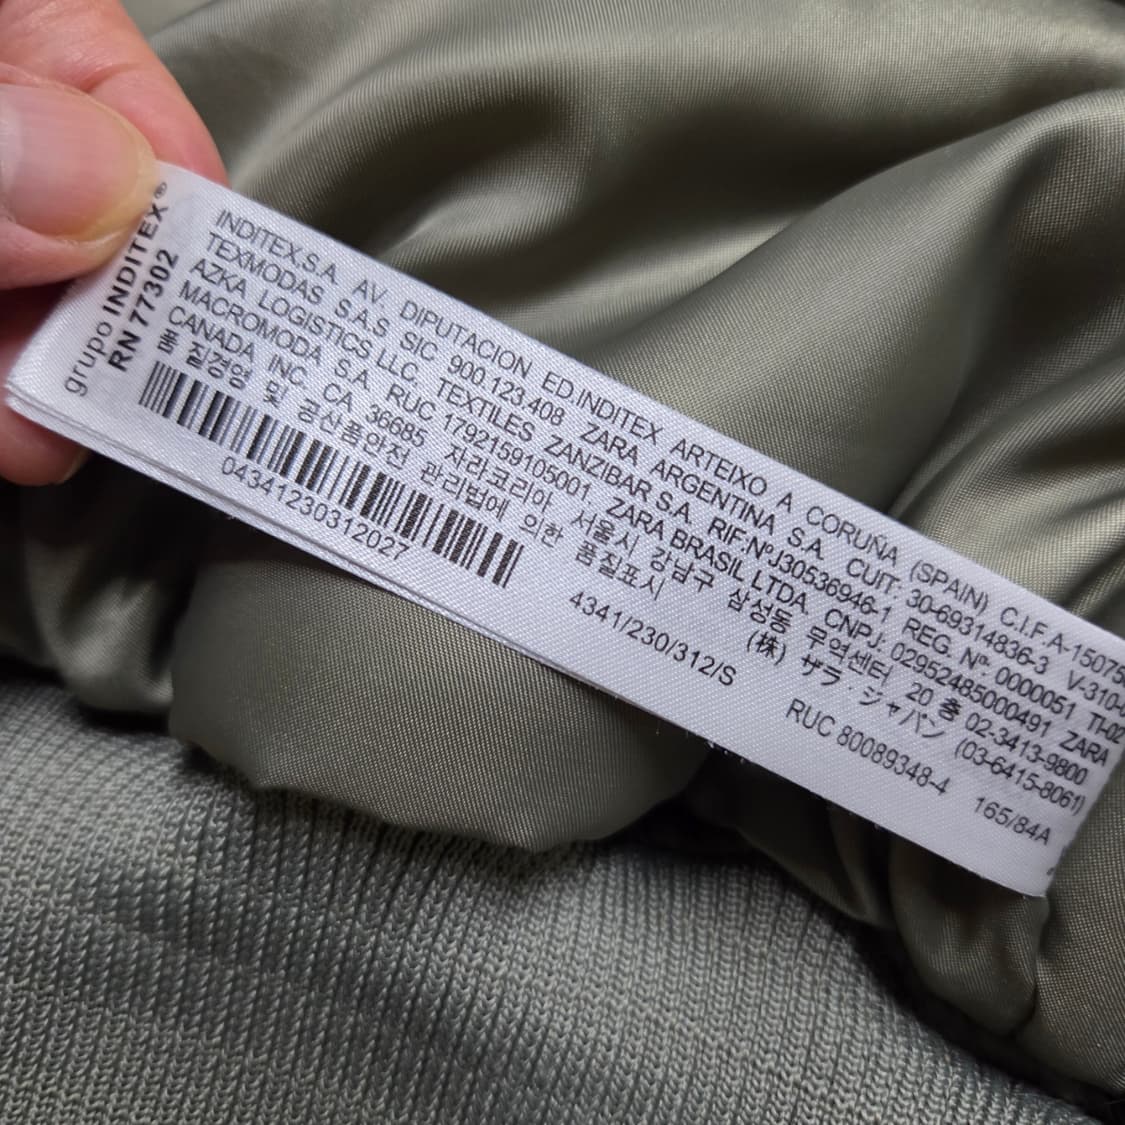 grupo INDITEX®
RN 77302
INDITEX,S.A. AV. DIPUTACION ED.INDITEX ARTEIXO A CORUÑA (SPAIN) C.I.F.A-15075
TEXMODAS S.A.S SIC 900.123.408 ZARA ARGENTINA S.A. CUIT: 30-69314836-3 V-310-
AZKA LOGISTICS LLC. TEXTILES ZANZIBAR S.A. RIF:NºJ30536946-1 REG. Nº: 0000051 TI-02
MACROMODA S.A. RUC 1792159105001 ZARA BRASIL LTDA. CNPJ: 02952485000491 ZARA
CANADA INC. CA 36685 자라코리아 서울시 강남구 삼성동 무역센터 20 층 02-3413-9800
품 질경영 및 공산품안전 관리법에 의한 품질표시 (株) ザラ・ジャパン (03-6415-8061)
04341230312027
4341/230/312/S
RUC 80089348-4
165/84A